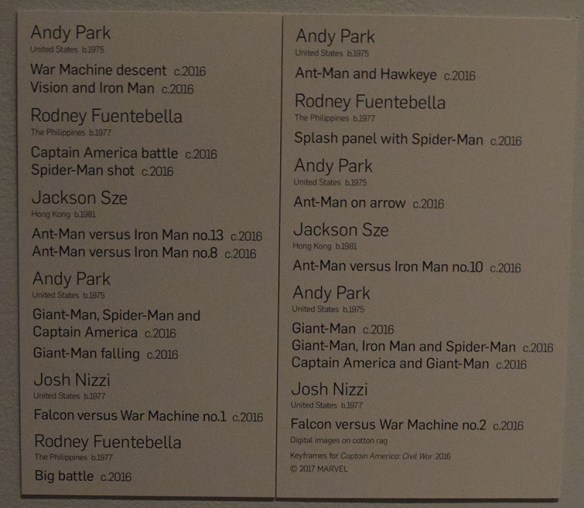 Andy Park
United States b.1975
War Machine descent c.2016
Vision and Iron Man c.2016
Rodney Fuentebella
The Philippines b.1977
Captain America battle c.2016
Spider-Man shot c.2016
Jackson Sze
Hong Kong b.1981
Ant-Man versus Iron Man no.13 c.2016
Ant-Man versus Iron Man no.8 c.2016
Andy Park
United States b.1975
Giant-Man, Spider-Man and
Captain America c.2016
Giant-Man falling c.2016
Josh Nizzi
United States b.1977
Falcon versus War Machine no.1 c.2016
Rodney Fuentebella
The Philippines b.1977
Big battle c.2016
Andy Park
United States b.1975
Ant-Man and Hawkeye c.2016
Rodney Fuentebella
The Philippines b.1977
Splash panel with Spider-Man c.2016
Andy Park
United States b.1975
Ant-Man on arrow c.2016
Jackson Sze
Hong Kong b.1981
Ant-Man versus Iron Man no.10 c.2016
Andy Park
United States b.1975
Giant-Man c.2016
Giant-Man, Iron Man and Spider-Man c.2016
Captain America and Giant-Man c.2016
Josh Nizzi
United States b.1977
Falcon versus War Machine no.2 c.2016
Digital images on cotton rag
Keyframes for Captain America: Civil War 2016
© 2017 MARVEL